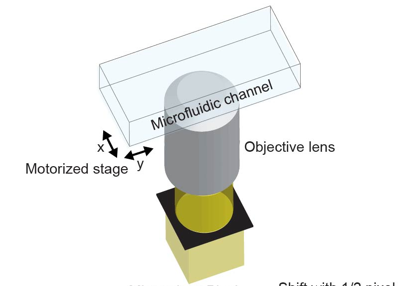 Microfluidic channel
x
Objective lens
y
Motorized stage
Shift with 1/2 pixel